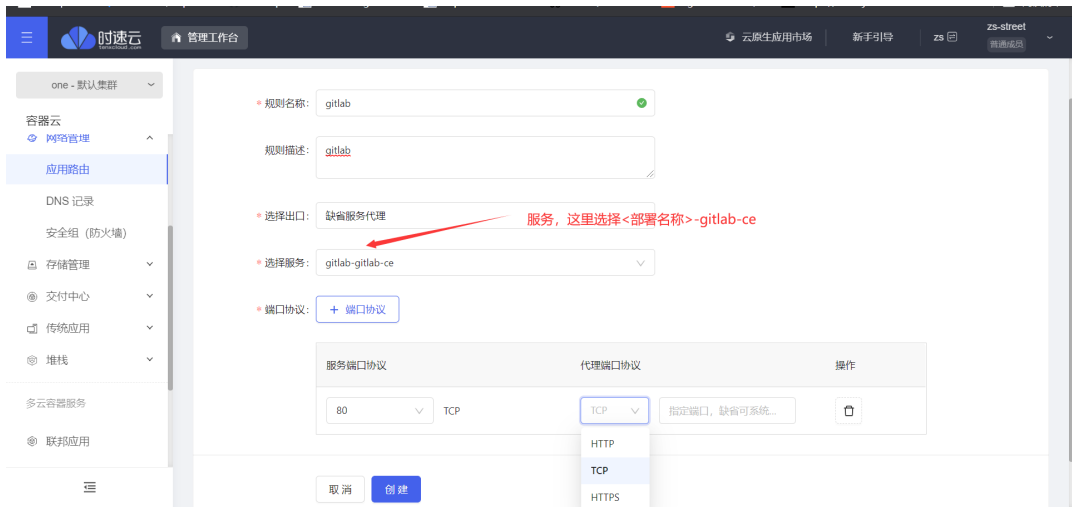 时速云
tenxcloud.com
管理工作台
云原生应用市场
新手引导
zs
zs-street
普通成员
one - 默认集群
容器云
网络管理
应用路由
DNS 记录
安全组（防火墙）
存储管理
交付中心
传统应用
堆栈
多云容器服务
联邦应用
* 规则名称： gitlab
规则描述： gitlab
* 选择出口： 缺省服务代理
服务，这里选择<部署名称>-gitlab-ce
* 选择服务： gitlab-gitlab-ce
* 端口协议： + 端口协议
服务端口协议 代理端口协议 操作
80 TCP TCP 指定端口，缺省可系统...
HTTP
TCP
HTTPS
取 消 创 建